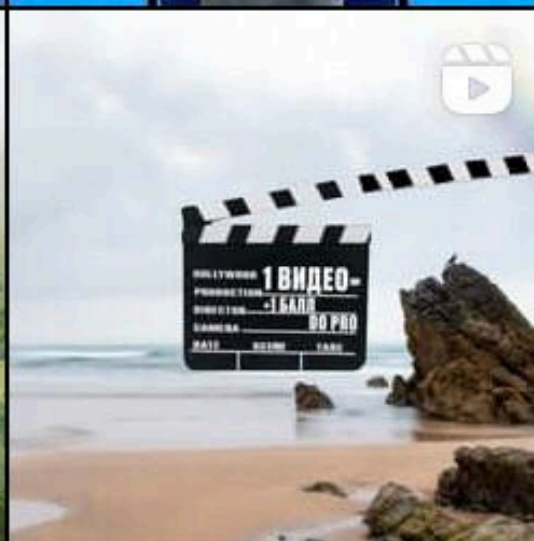 HOLLYWOOD 1 ВИДЕО-
PRODUCTION
DIRECTOR -1 БАЛЛ
CAMERA DO PRO
DATE SCENE TAKE